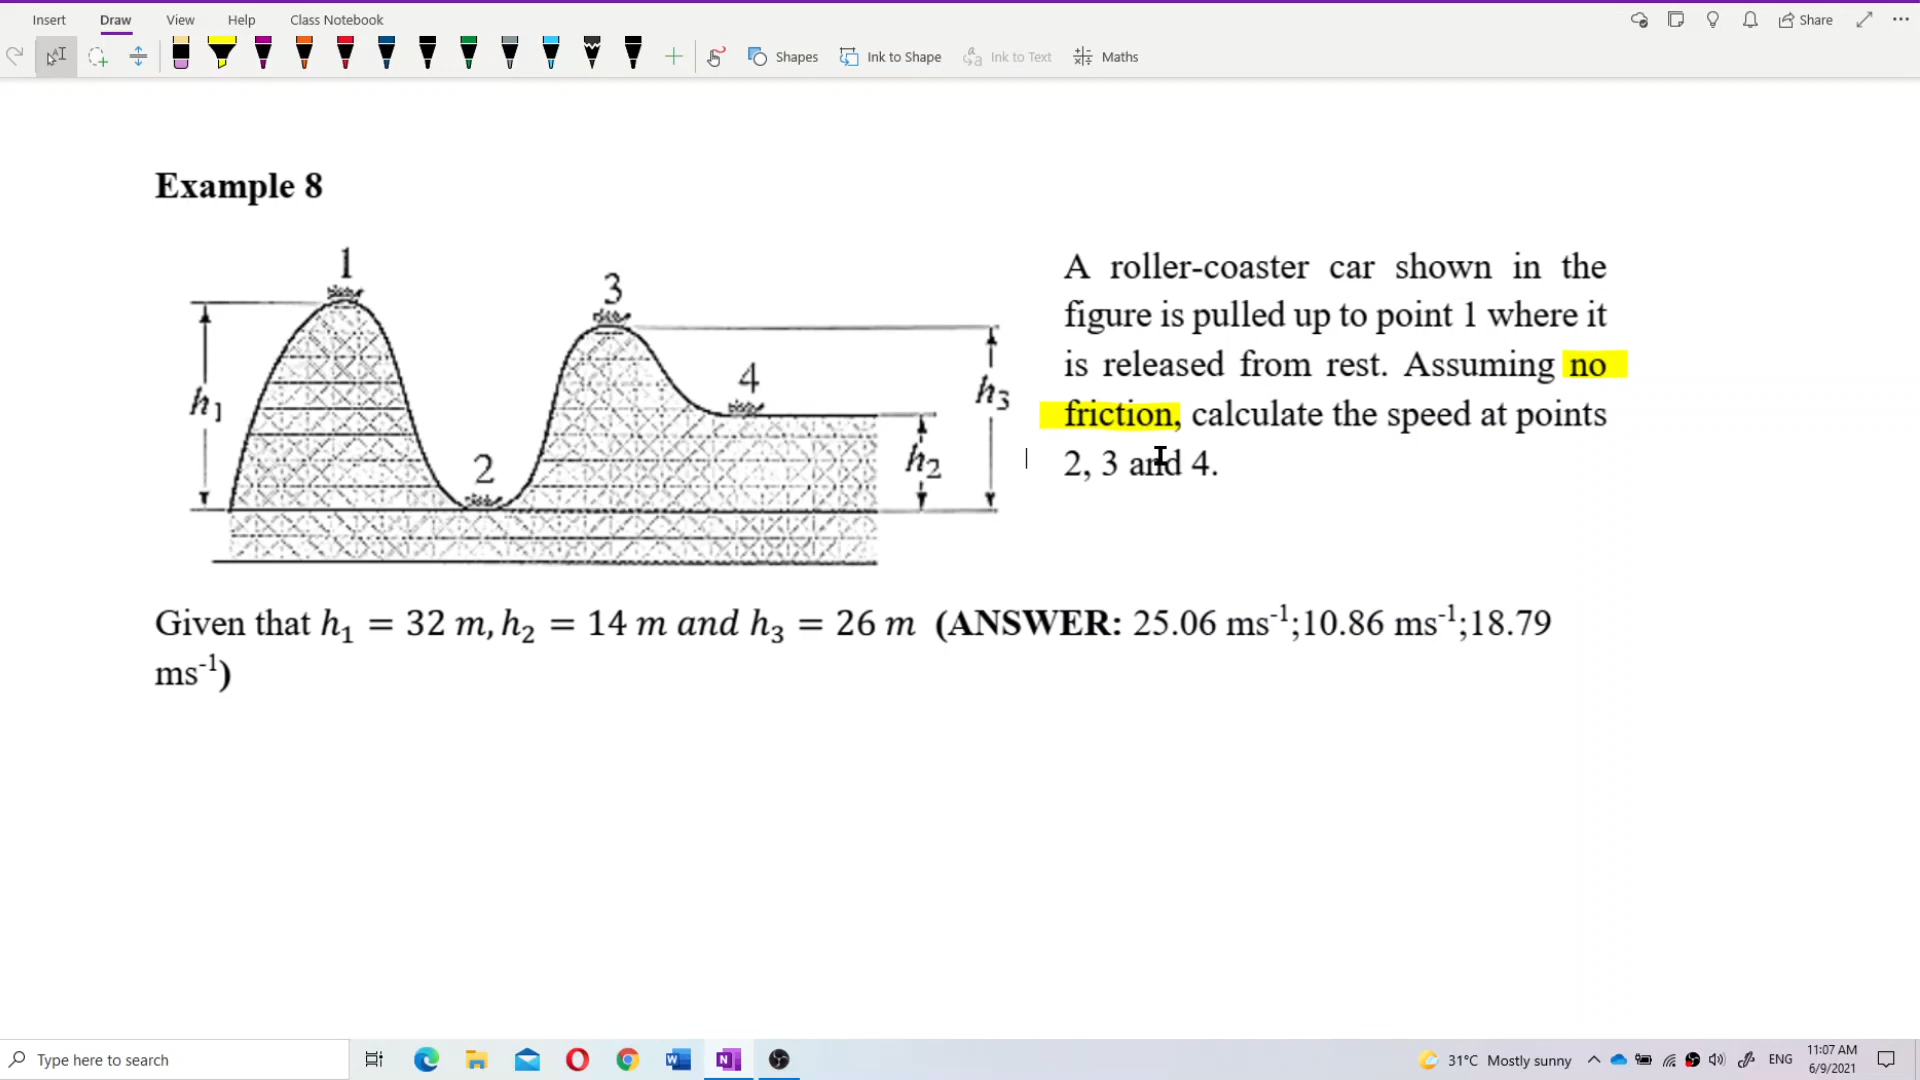 Insert Draw View Help Class Notebook Share
Shapes Ink to Shape Ink to Text Maths
Example 8
1
3
4
2
h1
h2
h3
A roller-coaster car shown in the
figure is pulled up to point 1 where it
is released from rest. Assuming no
friction, calculate the speed at points
2, 3 and 4.
Given that h₁ = 32 m, h₂ = 14 m and h₃ = 26 m (ANSWER: 25.06 ms⁻¹;10.86 ms⁻¹;18.79
ms⁻¹)
Type here to search
31°C Mostly sunny
ENG
11:07 AM
6/9/2021